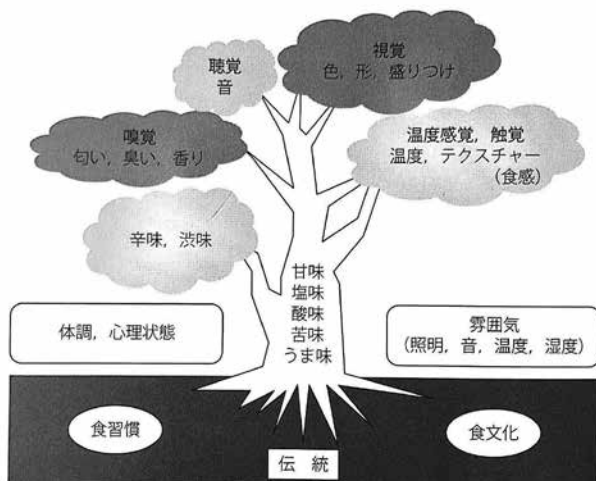 聴覚
音
視覚
色，形，盛りつけ
嗅覚
匂い，臭い，香り
温度感覚，触覚
温度，テクスチャー
（食感）
辛味，渋味
甘味
塩味
酸味
苦味
うま味
体調，心理状態
雰囲気
（照明，音，温度，湿度）
食習慣
食文化
伝　統